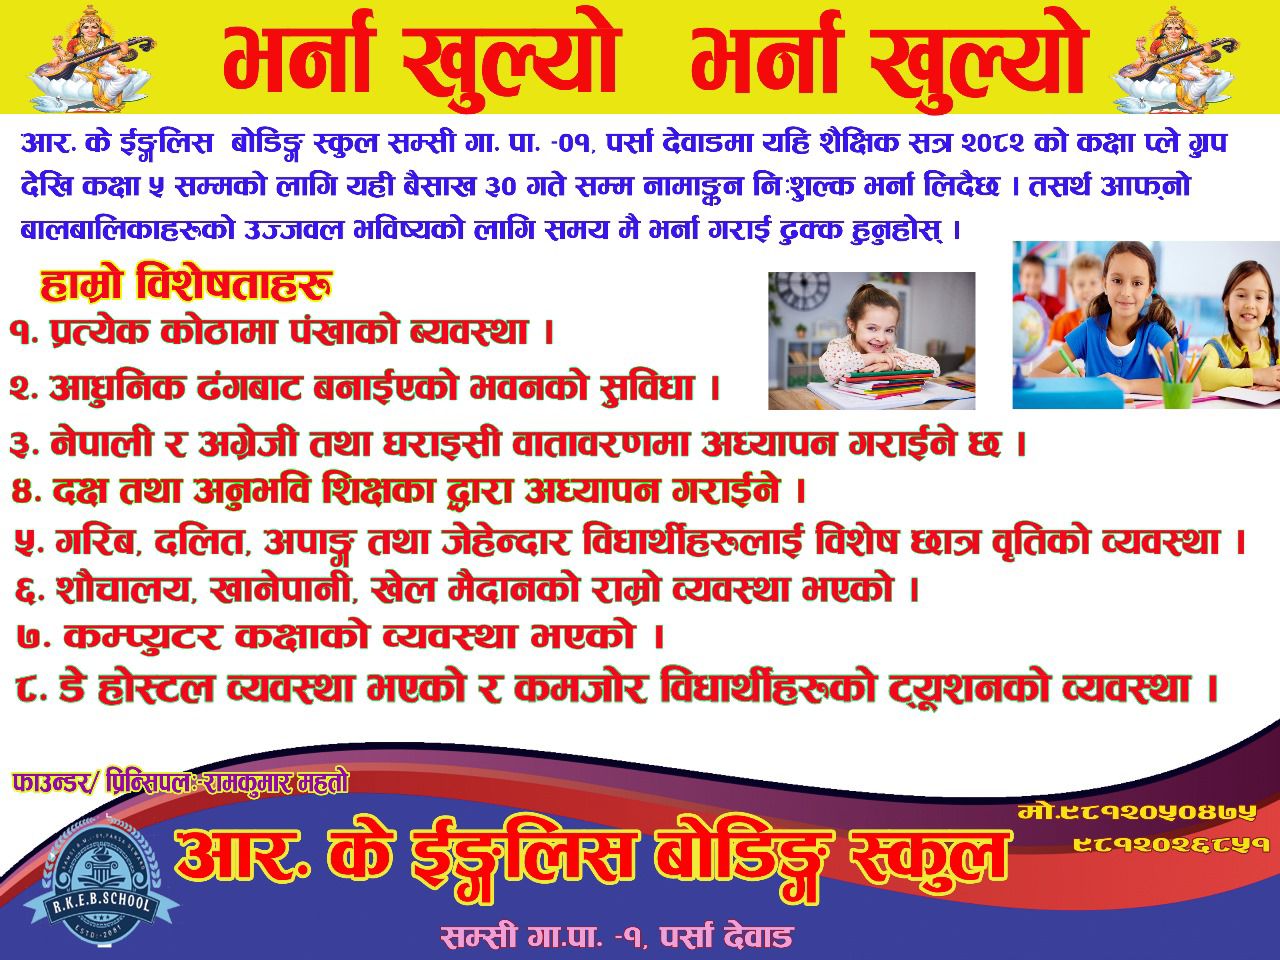 भर्ना खुल्यो भर्ना खुल्यो
आर. के ईङ्गलिस बोडिङ्ग स्कुल सम्सी गा. पा. -०१, पर्सा देवाडमा यहि शैक्षिक सत्र २०८२ को कक्षा प्ले ग्रुप
देखि कक्षा ५ सम्मको लागि यही बैसाख ३० गते सम्म नामाङ्कन नि:शुल्क भर्ना लिदैछ । तसर्थ आफ्‌नो
बालबालिकाहरुको उज्जवल भविष्यको लागि समय मै भर्ना गराई ढुक्क हुनुहोस् ।
हाम्रो विशेषताहरु
१. प्रत्येक कोठामा पंखाको ब्यवस्था ।
२. आधुनिक ढंगबाट बनाईएको भवनको सुविधा ।
३. नेपाली र अग्रेजी तथा घराइसी वातावरणमा अध्यापन गराईने छ ।
४. दक्ष तथा अनुभवि शिक्षका द्वारा अध्यापन गराईने ।
५. गरिब, दलित, अपाङ्ग तथा जेहेन्दार विधार्थीहरुलाई विशेष छात्र वृतिको व्यवस्था ।
६. शौचालय, खानेपानी, खेल मैदानको राम्रो व्यवस्था भएको ।
७. कम्प्युटर कक्षाको व्यवस्था भएको ।
८. डे होस्टल व्यवस्था भएको र कमजोर विधार्थीहरुको ट्यूशनको व्यवस्था ।
फाउन्डर/ प्रिन्सिपल:-रामकुमार महतो
मो.९८१२०५०४७५
९८१२०२६८५१
आर. के ईङ्गलिस बोडिङ्ग स्कुल
R.K.E.B.SCHOOL
ESTD:-2081
सम्सी गा.पा. -१, पर्सा देवाड